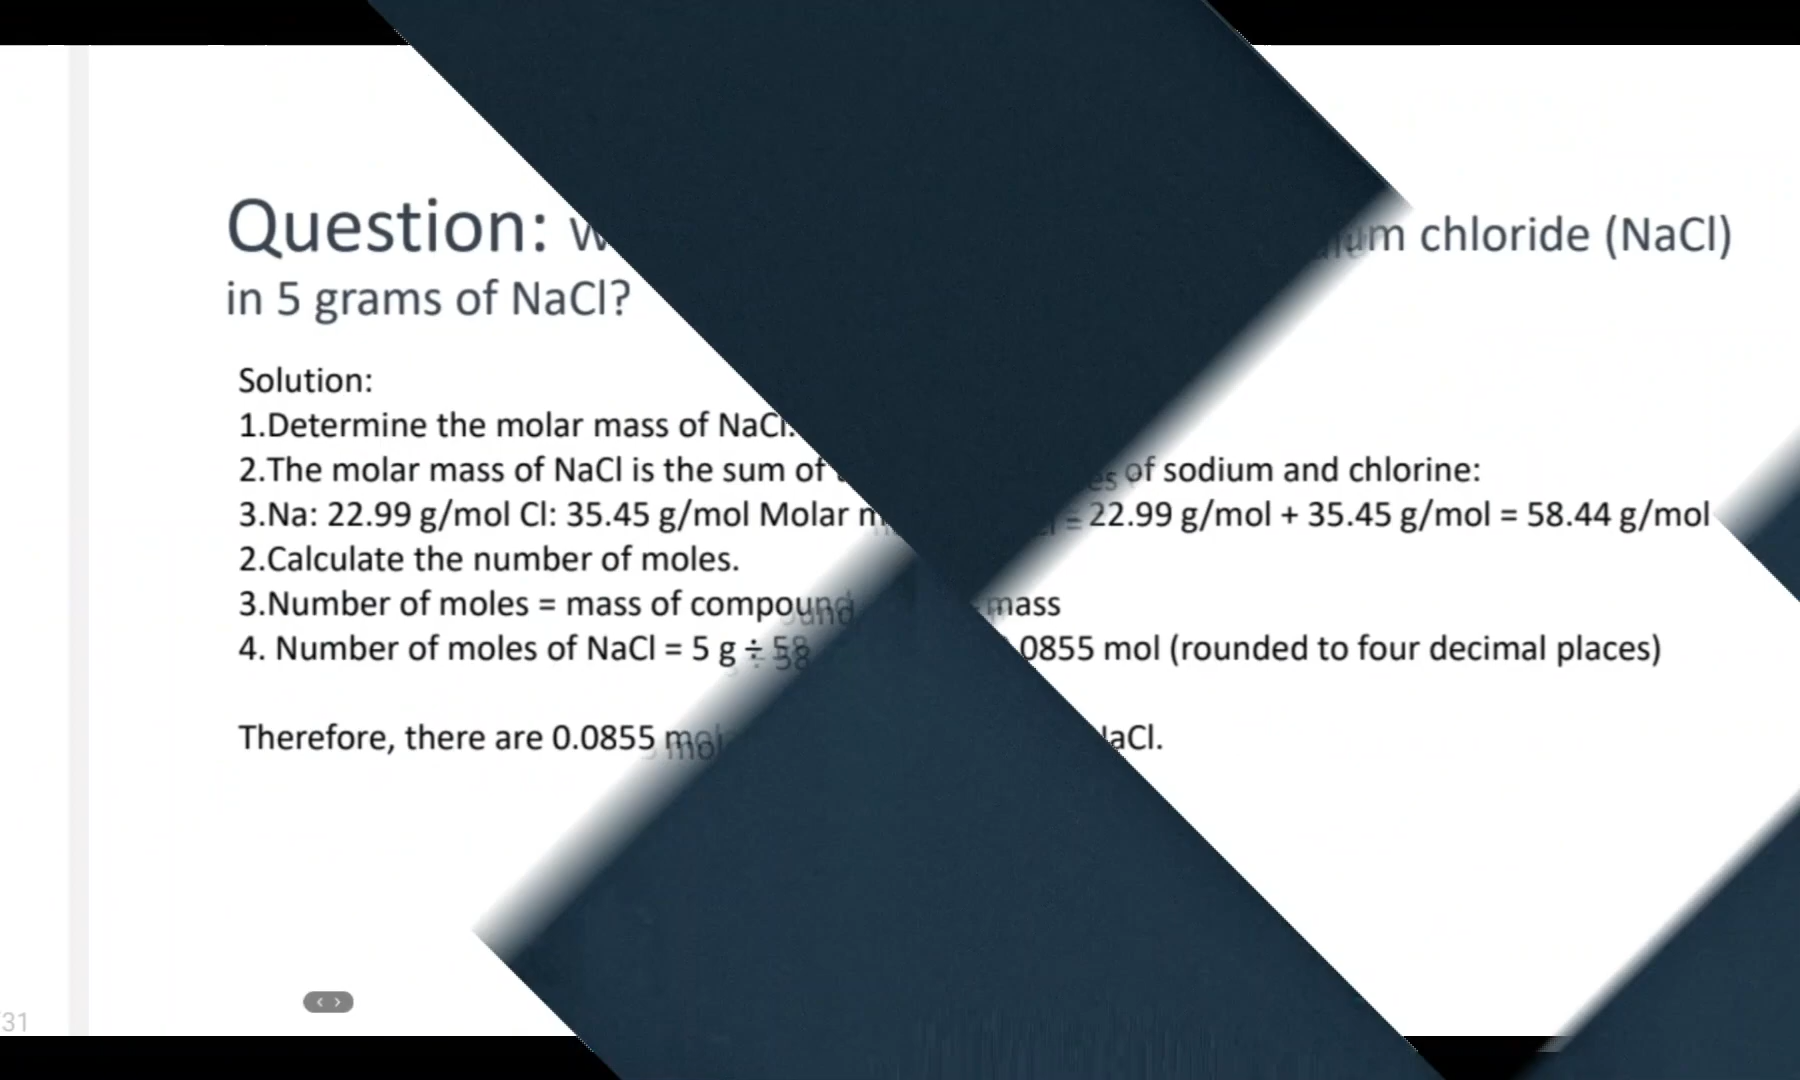 Question:
chloride (NaCl)
in 5 grams of NaCl?
Solution:
1.Determine the molar mass of NaCl.
2.The molar mass of NaCl is the sum of of sodium and chlorine:
3.Na: 22.99 g/mol Cl: 35.45 g/mol Molar = 22.99 g/mol + 35.45 g/mol = 58.44 g/mol
2.Calculate the number of moles.
3.Number of moles = mass of compound mass
4. Number of moles of NaCl = 5 g ÷ 58 0855 mol (rounded to four decimal places)
Therefore, there are 0.0855 aCl.
/31